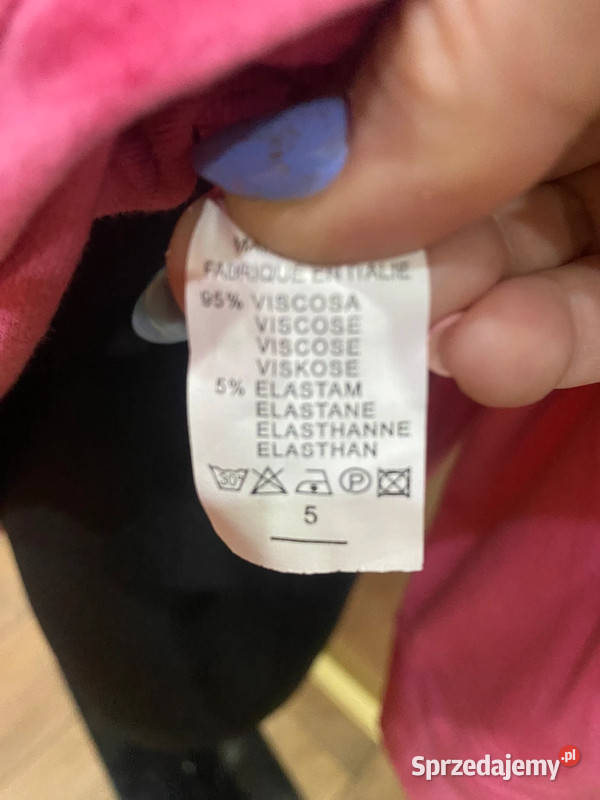 FABRIQUE EN ITALIE
95% VISCOSA
VISCOSE
VISCOSE
VISKOSE
5% ELASTAM
ELASTANE
ELASTHANNE
ELASTHAN
30°
P
5
Sprzedajemy.pl